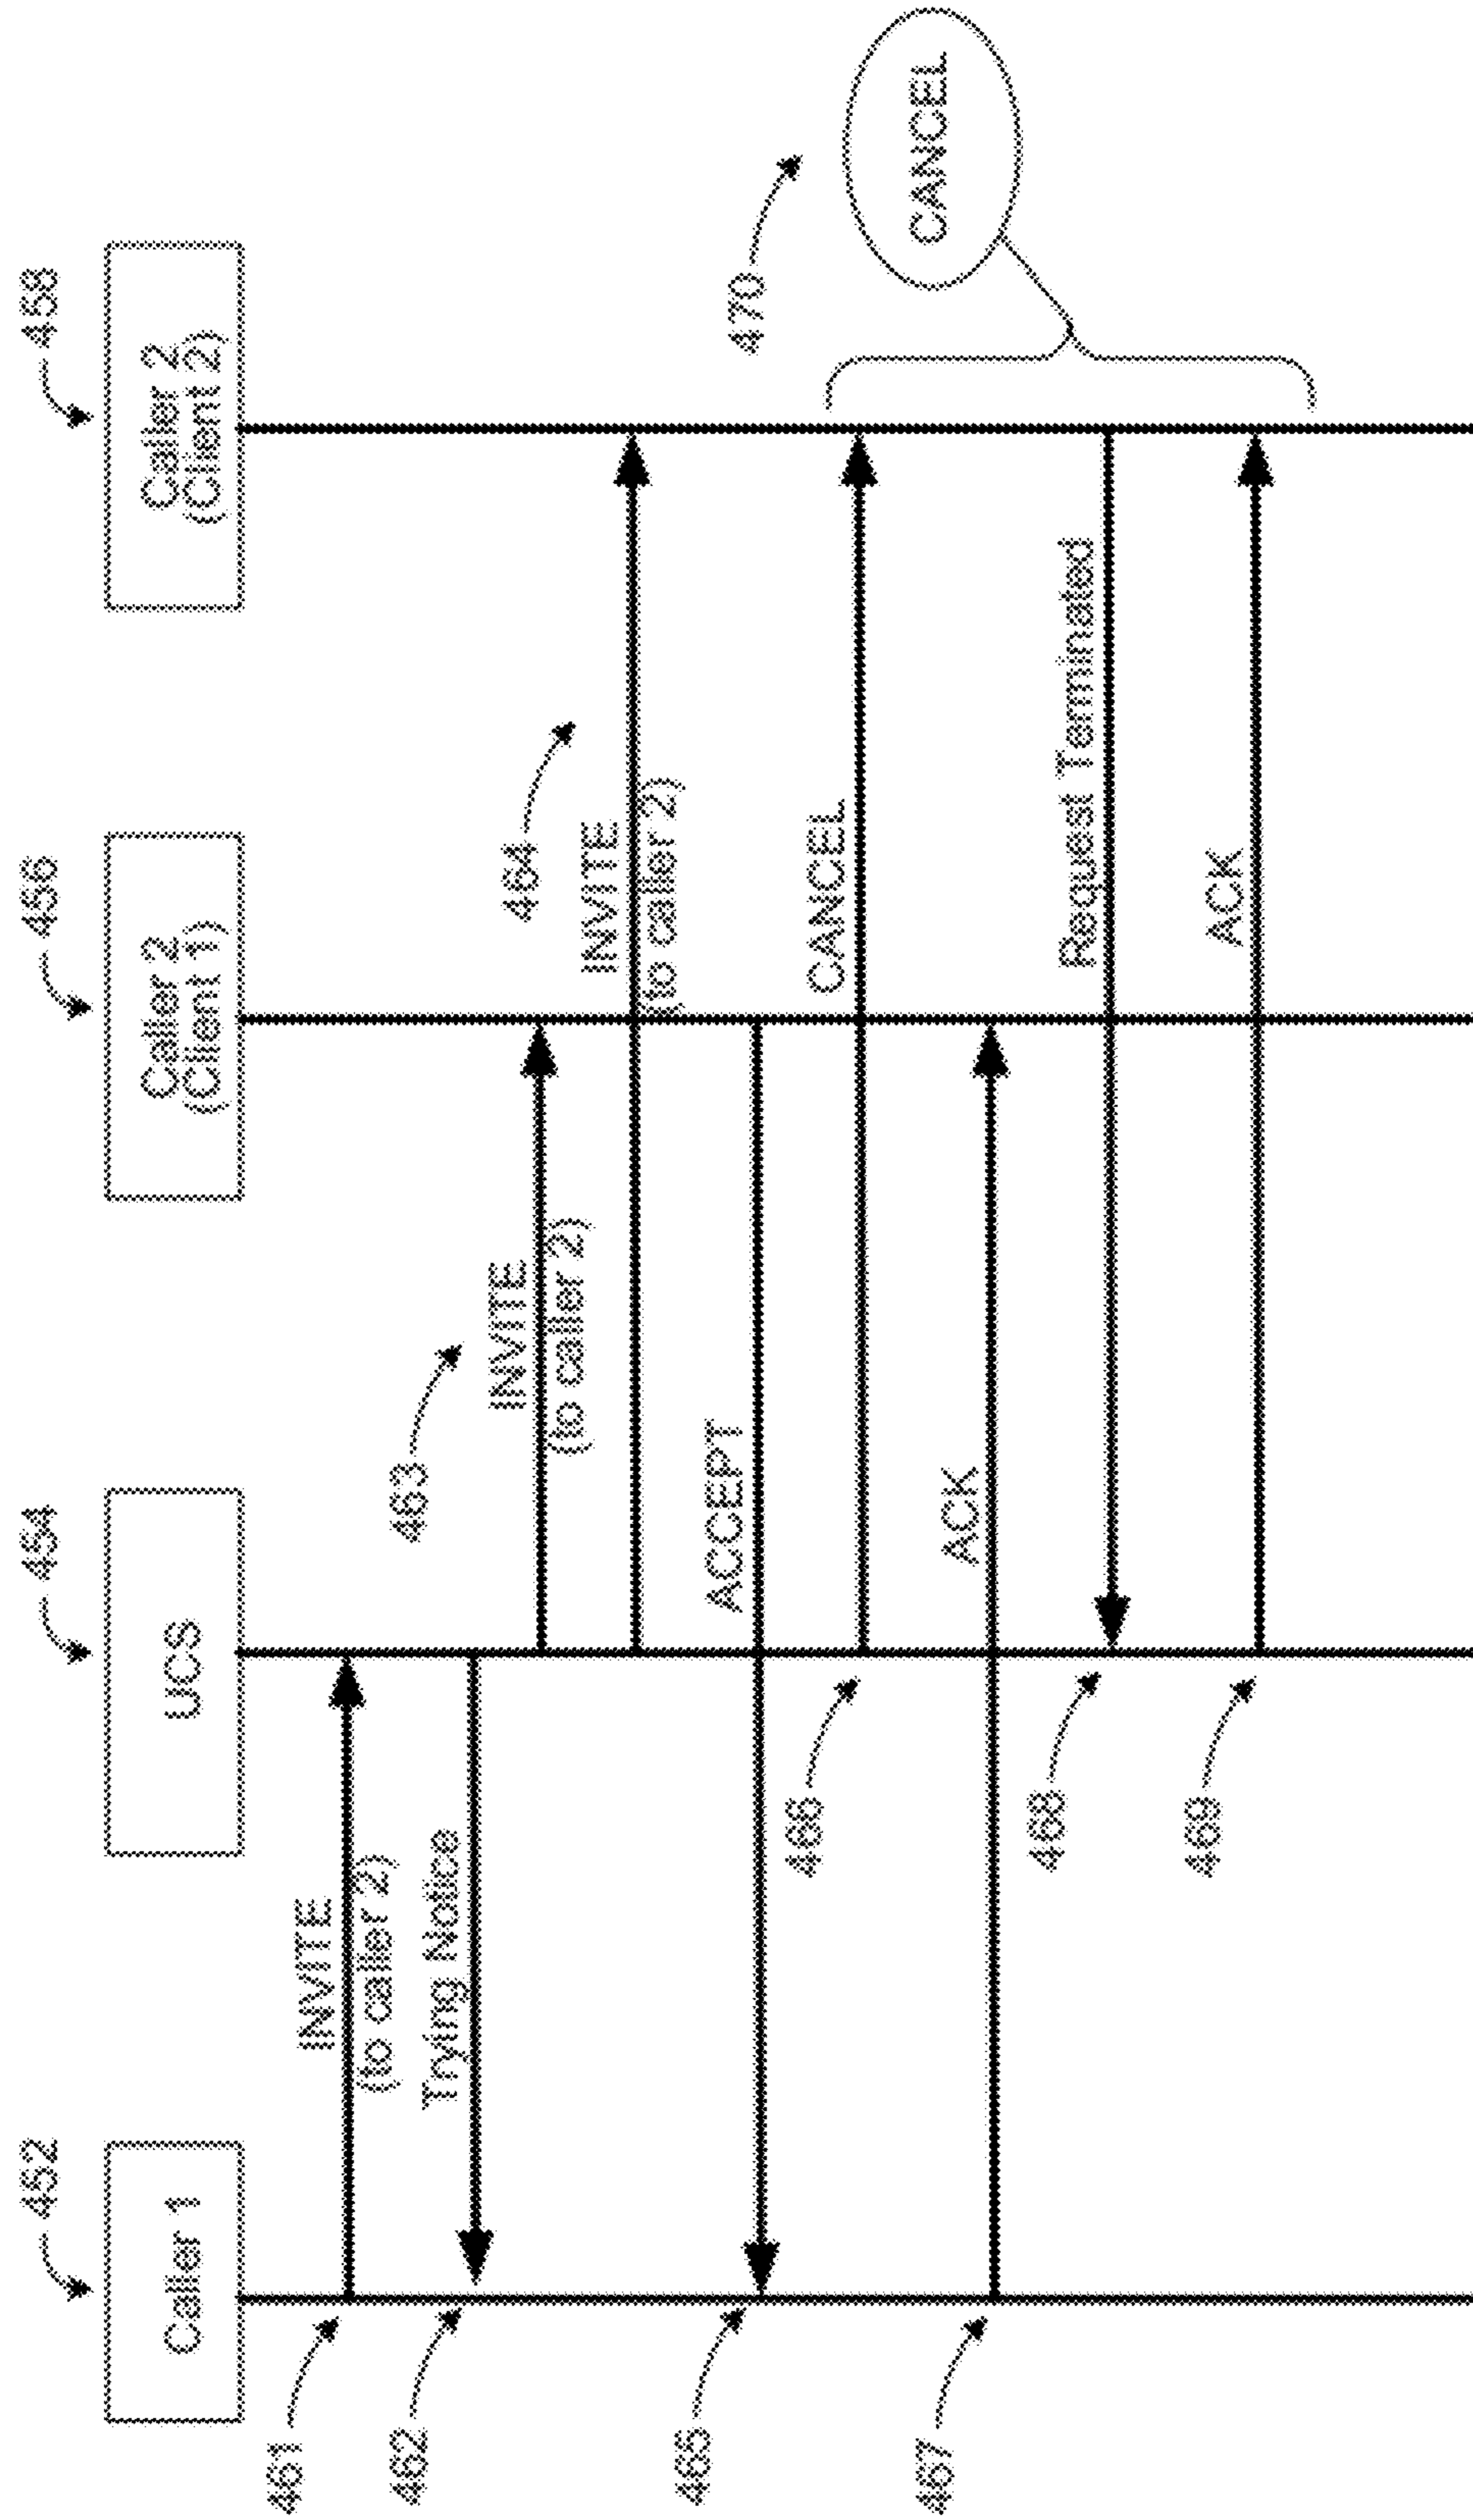 452
454
456
458
Caller 1
UCS
Caller 2
(Client 1)
Caller 2
(Client 2)
461
INVITE
(to caller 2)
462
Trying Notice
463
INVITE
(to caller 2)
464
INVITE
(to caller 2)
465
ACCEPT
466
CANCEL
467
ACK
468
Request Terminated
469
ACK
470
CANCEL